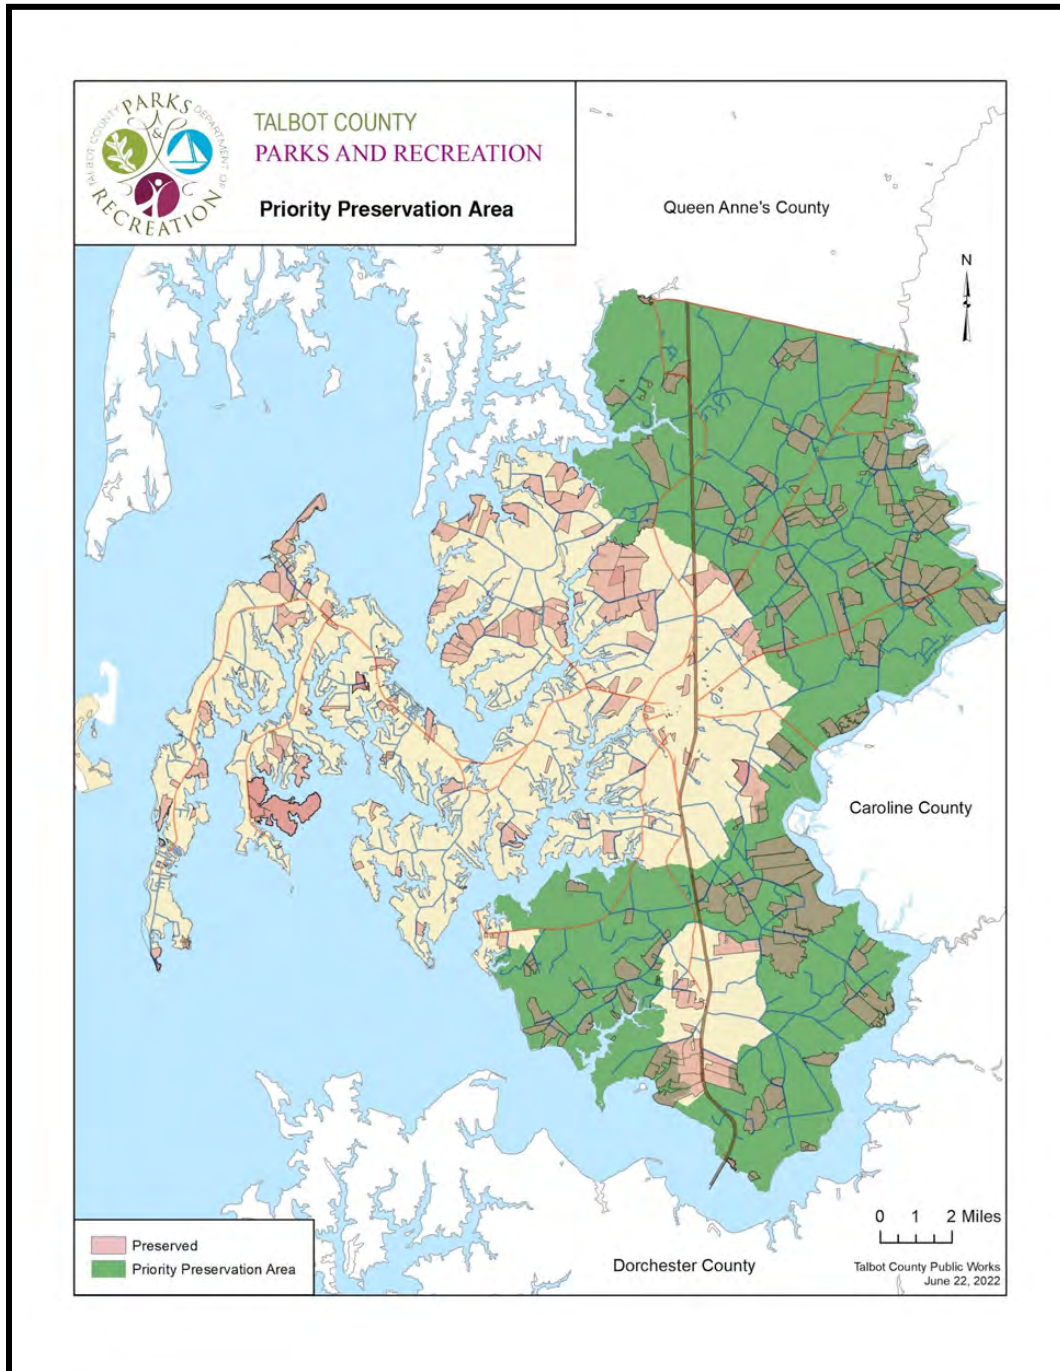 TALBOT COUNTY DEPARTMENT OF
PARKS
&
RECREATION
TALBOT COUNTY
PARKS AND RECREATION
Priority Preservation Area
Queen Anne's County
N
Caroline County
0 1 2 Miles
Dorchester County
Talbot County Public Works
June 22, 2022
Preserved
Priority Preservation Area